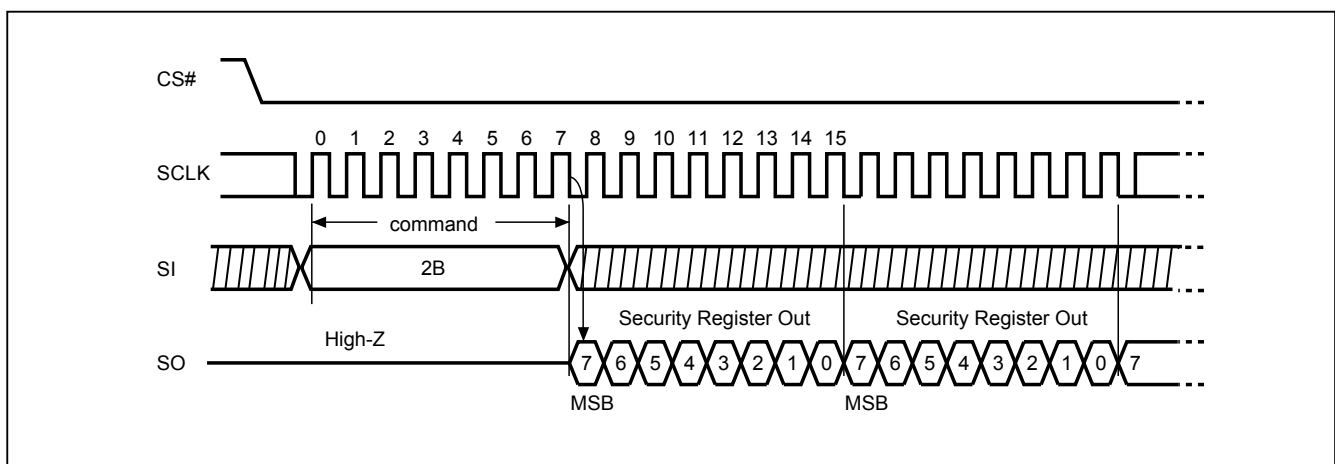 CS#
0 1 2 3 4 5 6 7 8 9 10 11 12 13 14 15
SCLK
command
SI
2B
Security Register Out Security Register Out
High-Z
SO
7 6 5 4 3 2 1 0 7 6 5 4 3 2 1 0 7
MSB MSB